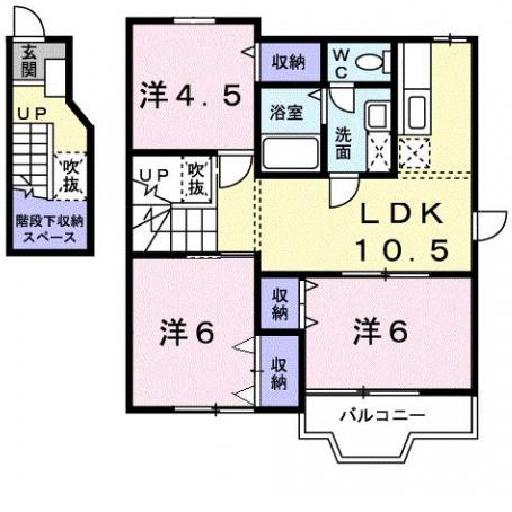 玄関
UP
吹抜
階段下収納
スペース
洋4.5
収納
WC
浴室
洗面
UP
吹抜
LDK
10.5
洋6
収納
収納
洋6
バルコニー